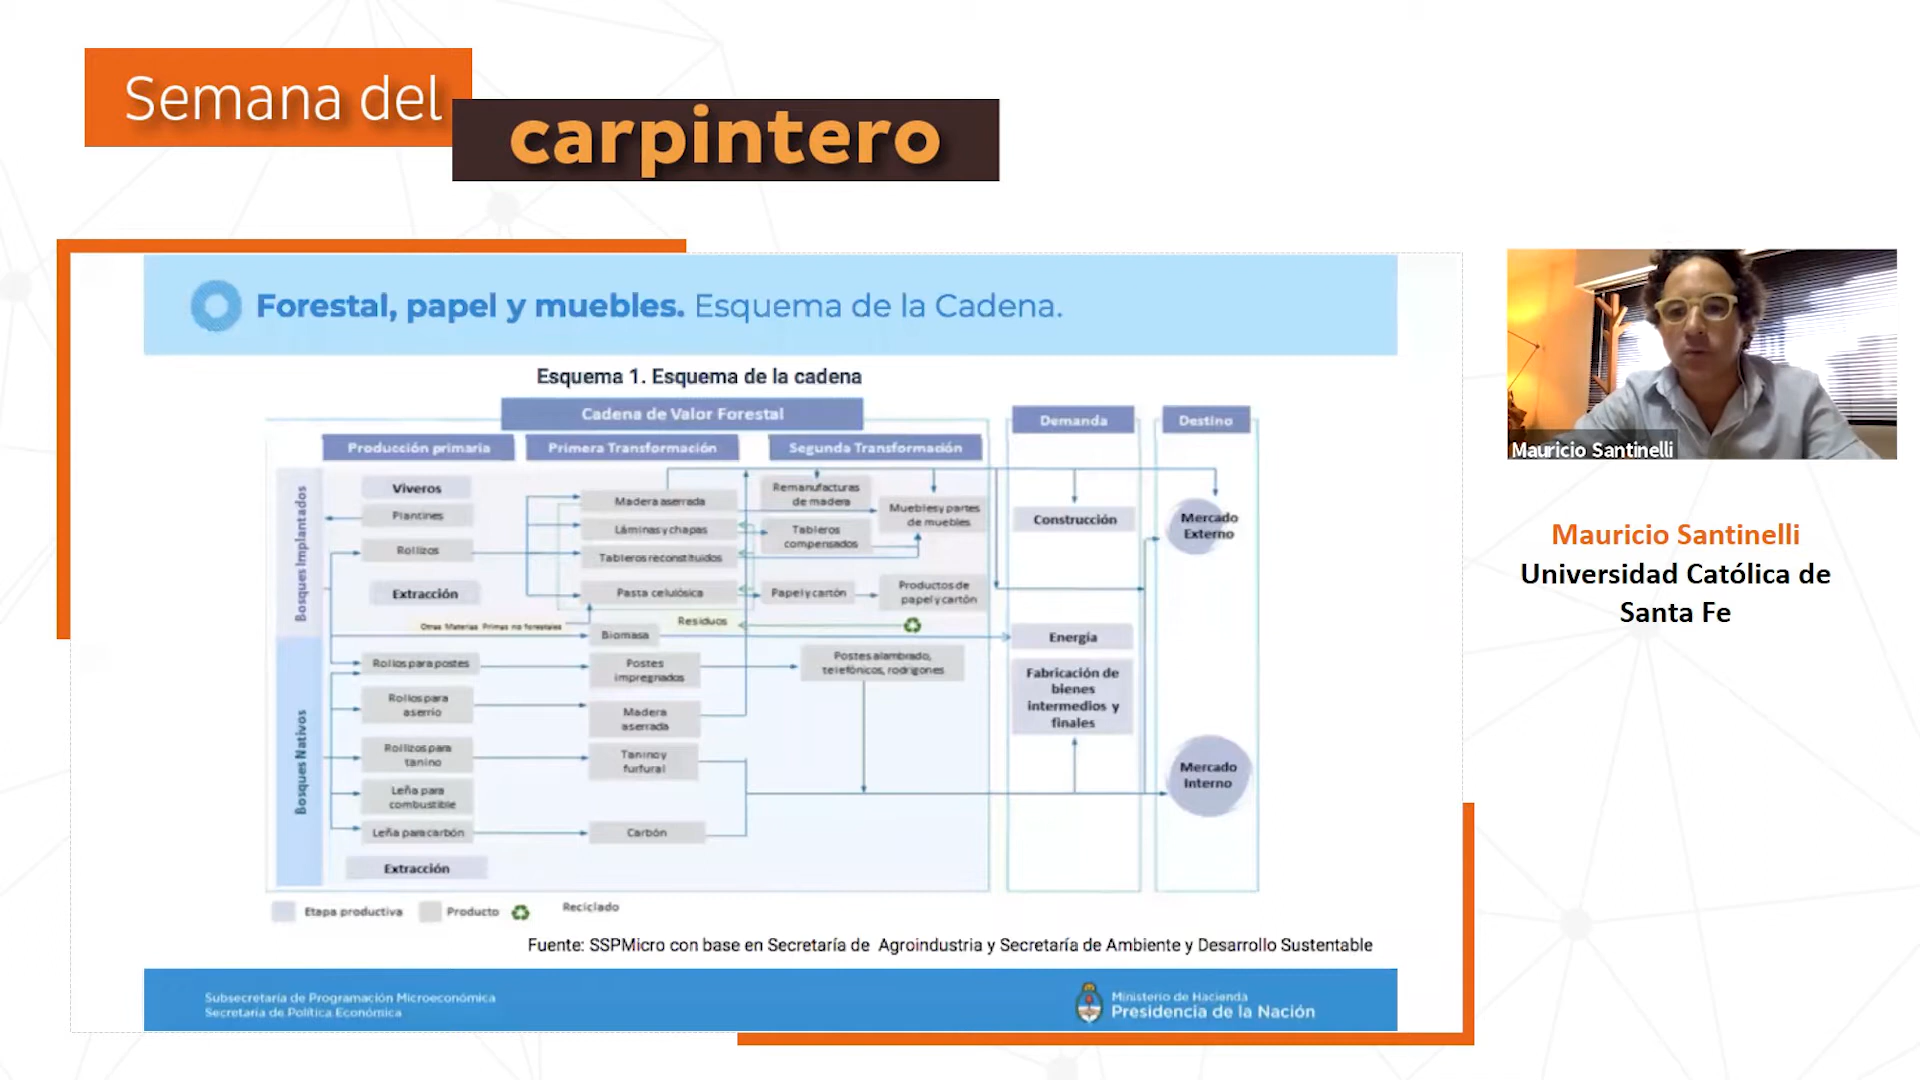 Semana del
carpintero
Forestal, papel y muebles. Esquema de la Cadena.
Esquema 1. Esquema de la cadena
Cadena de Valor Forestal
Demanda
Destino
Producción primaria
Primera Transformación
Segunda Transformación
Bosques Implantados
Viveros
Plantines
Rollizos
Extracción
Otras Materias Primas no forestales
Madera aserrada
Láminas y chapas
Tableros reconstituidos
Pasta celulósica
Residuos
Biomasa
Remanufacturas
de madera
Tableros
compensados
Muebles y partes
de muebles
Papel y cartón
Productos de
papel y cartón
Construcción
Mercado
Externo
Energía
Bosques Nativos
Rollos para postes
Rollos para
aserrio
Rollizos para
tanino
Leña para
combustible
Leña para carbón
Extracción
Postes
impregnados
Madera
aserrada
Tanino y
furfural
Carbón
Postes alambrado,
telefónicos, rodrigones
Fabricación de
bienes
intermedios y
finales
Mercado
Interno
Etapa productiva
Producto
Reciclado
Fuente: SSPMicro con base en Secretaría de Agroindustria y Secretaría de Ambiente y Desarrollo Sustentable
Subsecretaría de Programación Microeconómica
Secretaría de Política Económica
Ministerio de Hacienda
Presidencia de la Nación
Mauricio Santinelli
Mauricio Santinelli
Universidad Católica de
Santa Fe